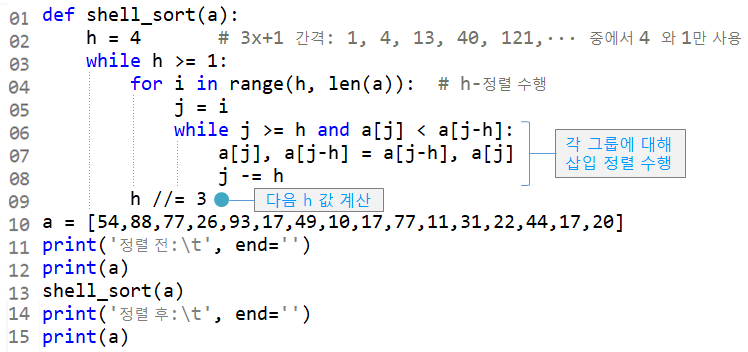 01 def shell_sort(a):
02     h = 4       # 3x+1 간격: 1, 4, 13, 40, 121,··· 중에서 4 와 1만 사용
03     while h >= 1:
04         for i in range(h, len(a)):  # h-정렬 수행
05             j = i
06             while j >= h and a[j] < a[j-h]:
07                 a[j], a[j-h] = a[j-h], a[j]
08                 j -= h
각 그룹에 대해
삽입 정렬 수행
09         h //= 3
다음 h 값 계산
10 a = [54,88,77,26,93,17,49,10,17,77,11,31,22,44,17,20]
11 print('정렬 전:\t', end='')
12 print(a)
13 shell_sort(a)
14 print('정렬 후:\t', end='')
15 print(a)